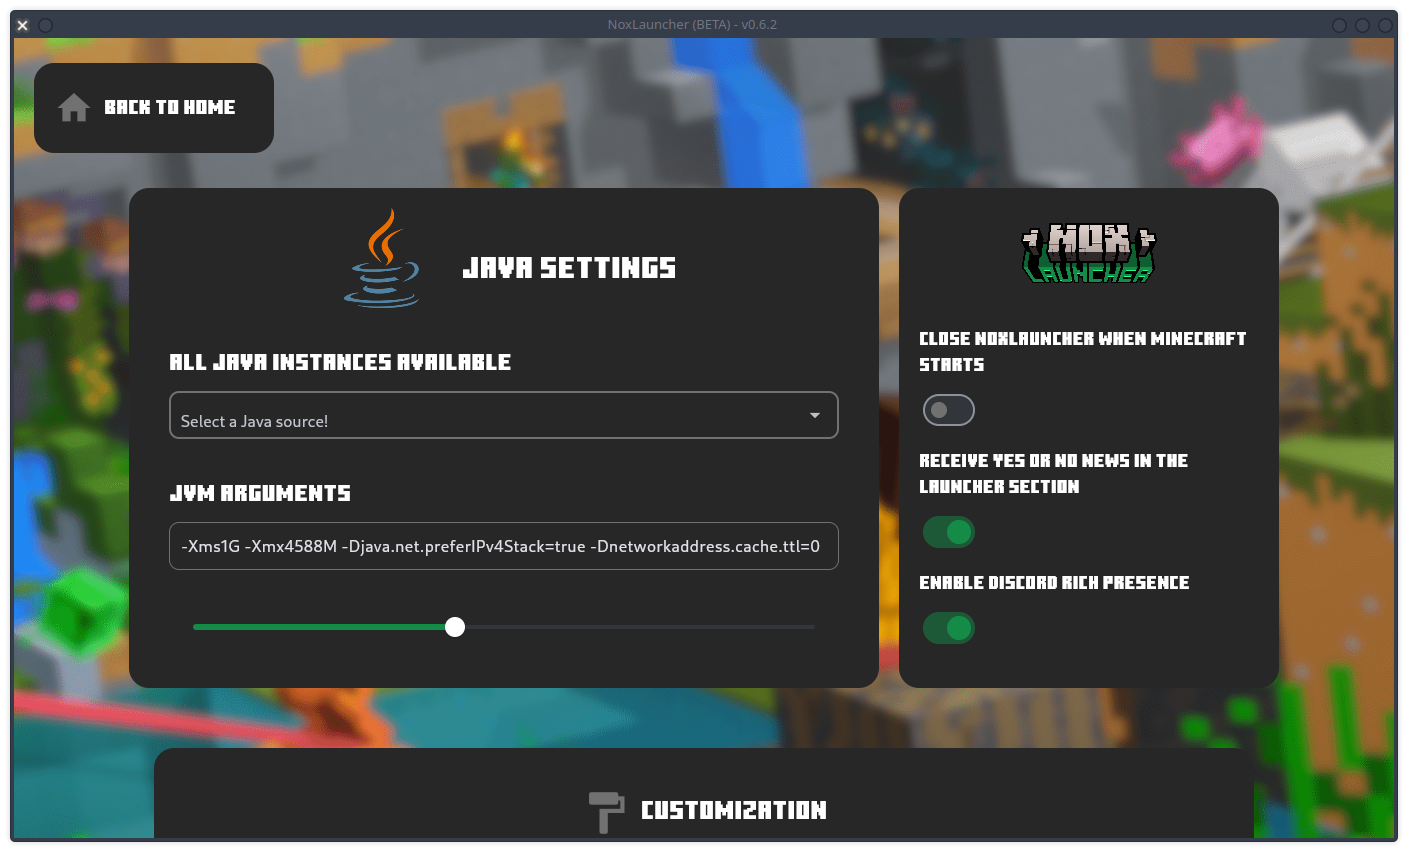 NoxLauncher (BETA) - v0.6.2
BACK TO HOME
JAVA SETTINGS
ALL JAVA INSTANCES AVAILABLE
Select a Java source!
JVM ARGUMENTS
-Xms1G -Xmx4588M -Djava.net.preferIPv4Stack=true -Dnetworkaddress.cache.ttl=0
NOX
LAUNCHER
CLOSE NOXLAUNCHER WHEN MINECRAFT
STARTS
RECEIVE YES OR NO NEWS IN THE
LAUNCHER SECTION
ENABLE DISCORD RICH PRESENCE
CUSTOMIZATION